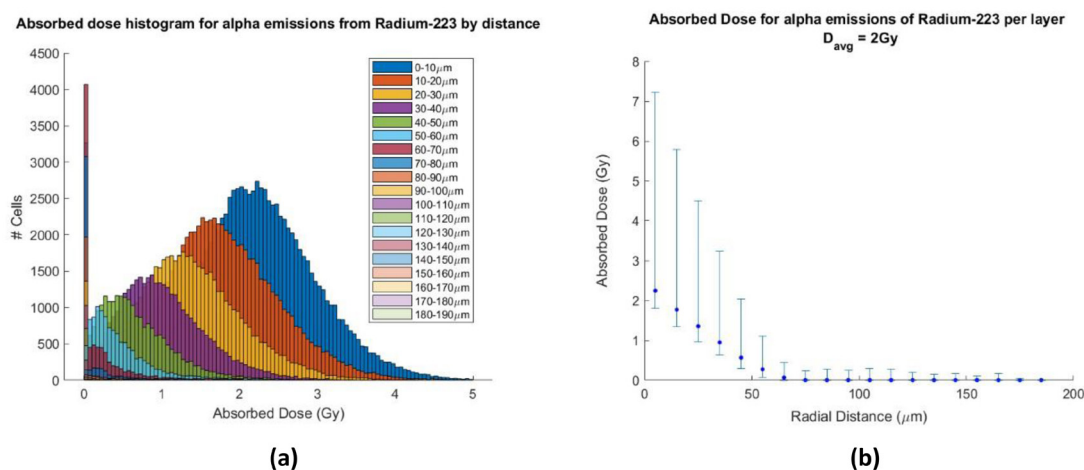 Absorbed dose histogram for alpha emissions from Radium-223 by distance
4500
4000
3500
3000
2500
2000
1500
1000
500
0
# Cells
0 1 2 3 4 5
Absorbed Dose (Gy)
0-10μm
10-20μm
20-30μm
30-40μm
40-50μm
50-60μm
60-70μm
70-80μm
80-90μm
90-100μm
100-110μm
110-120μm
120-130μm
130-140μm
140-150μm
150-160μm
160-170μm
170-180μm
180-190μm
(a)
Absorbed Dose for alpha emissions of Radium-223 per layer
Davg = 2Gy
8
7
6
5
4
3
2
1
0
Absorbed Dose (Gy)
0 50 100 150 200
Radial Distance (μm)
(b)